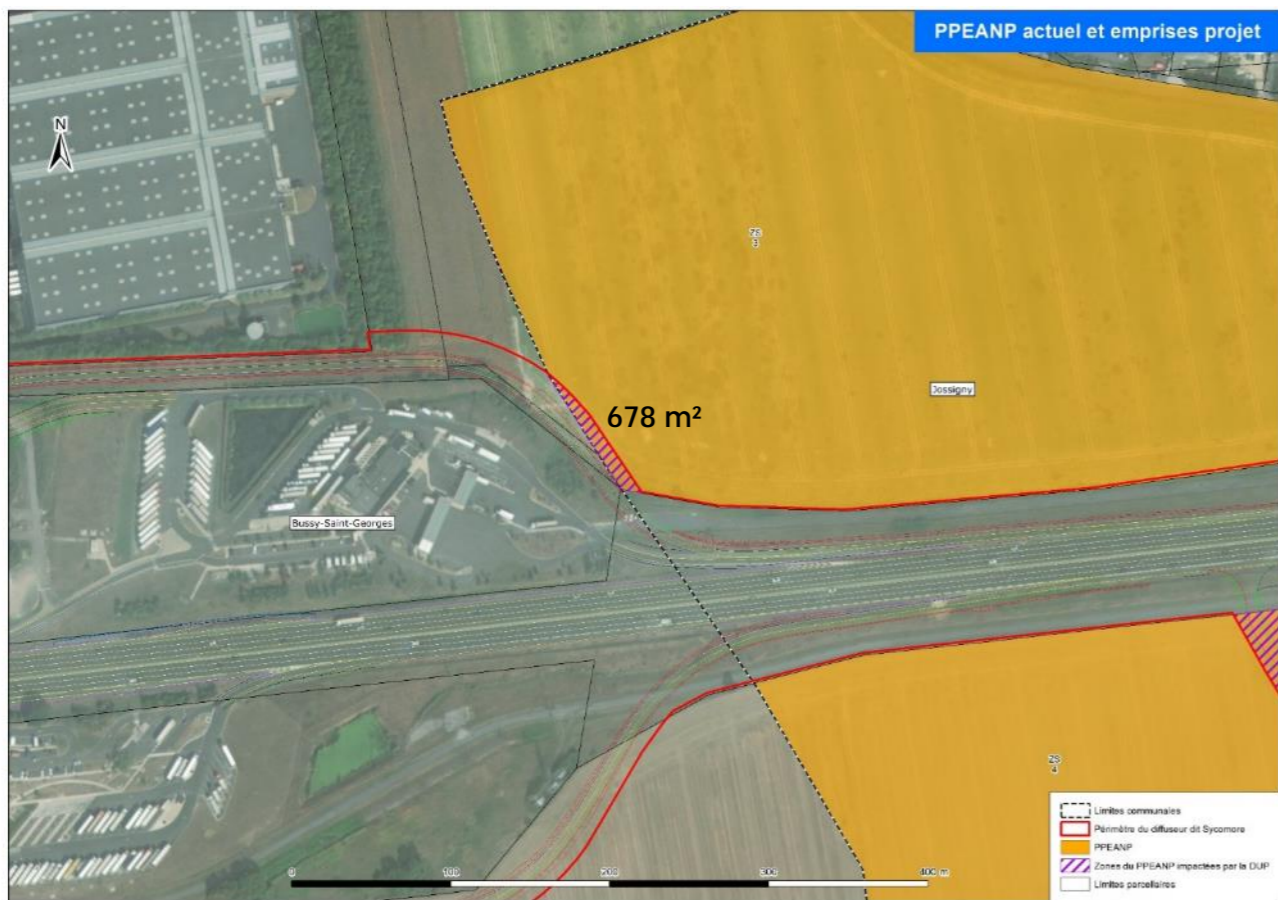 PPEANP actuel et emprises projet
N
ZS
3
Jossigny
678 m²
Bussy-Saint-Georges
ZS
4
Limites communales
Périmètre du diffuseur dit Sycomore
PPEANP
Zones du PPEANP impactées par la DUP
Limites parcellaires
0 100 200 300 400 m